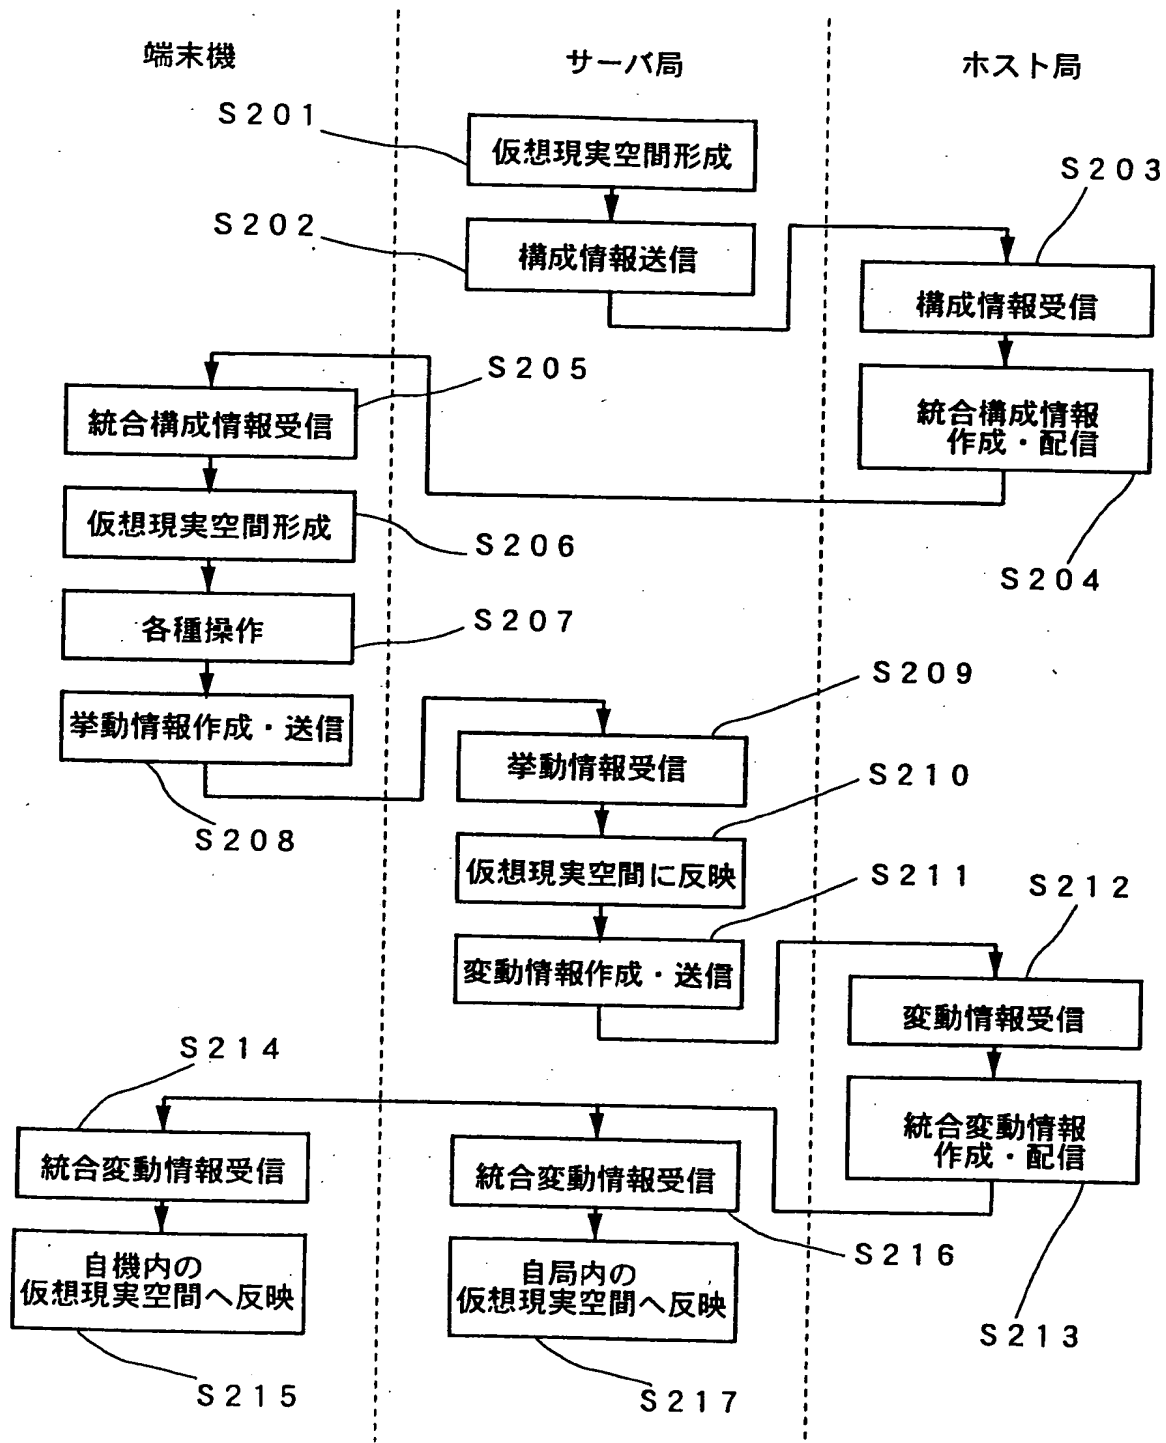 端末機
サーバ局
ホスト局
S201
仮想現実空間形成
S203
S202
構成情報送信
構成情報受信
S205
統合構成情報受信
統合構成情報
作成・配信
仮想現実空間形成
S206
S204
各種操作
S207
S209
挙動情報作成・送信
挙動情報受信
S210
S208
仮想現実空間に反映
S211
S212
変動情報作成・送信
変動情報受信
S214
統合変動情報
作成・配信
統合変動情報受信
統合変動情報受信
S216
自機内の
仮想現実空間へ反映
自局内の
仮想現実空間へ反映
S213
S215
S217